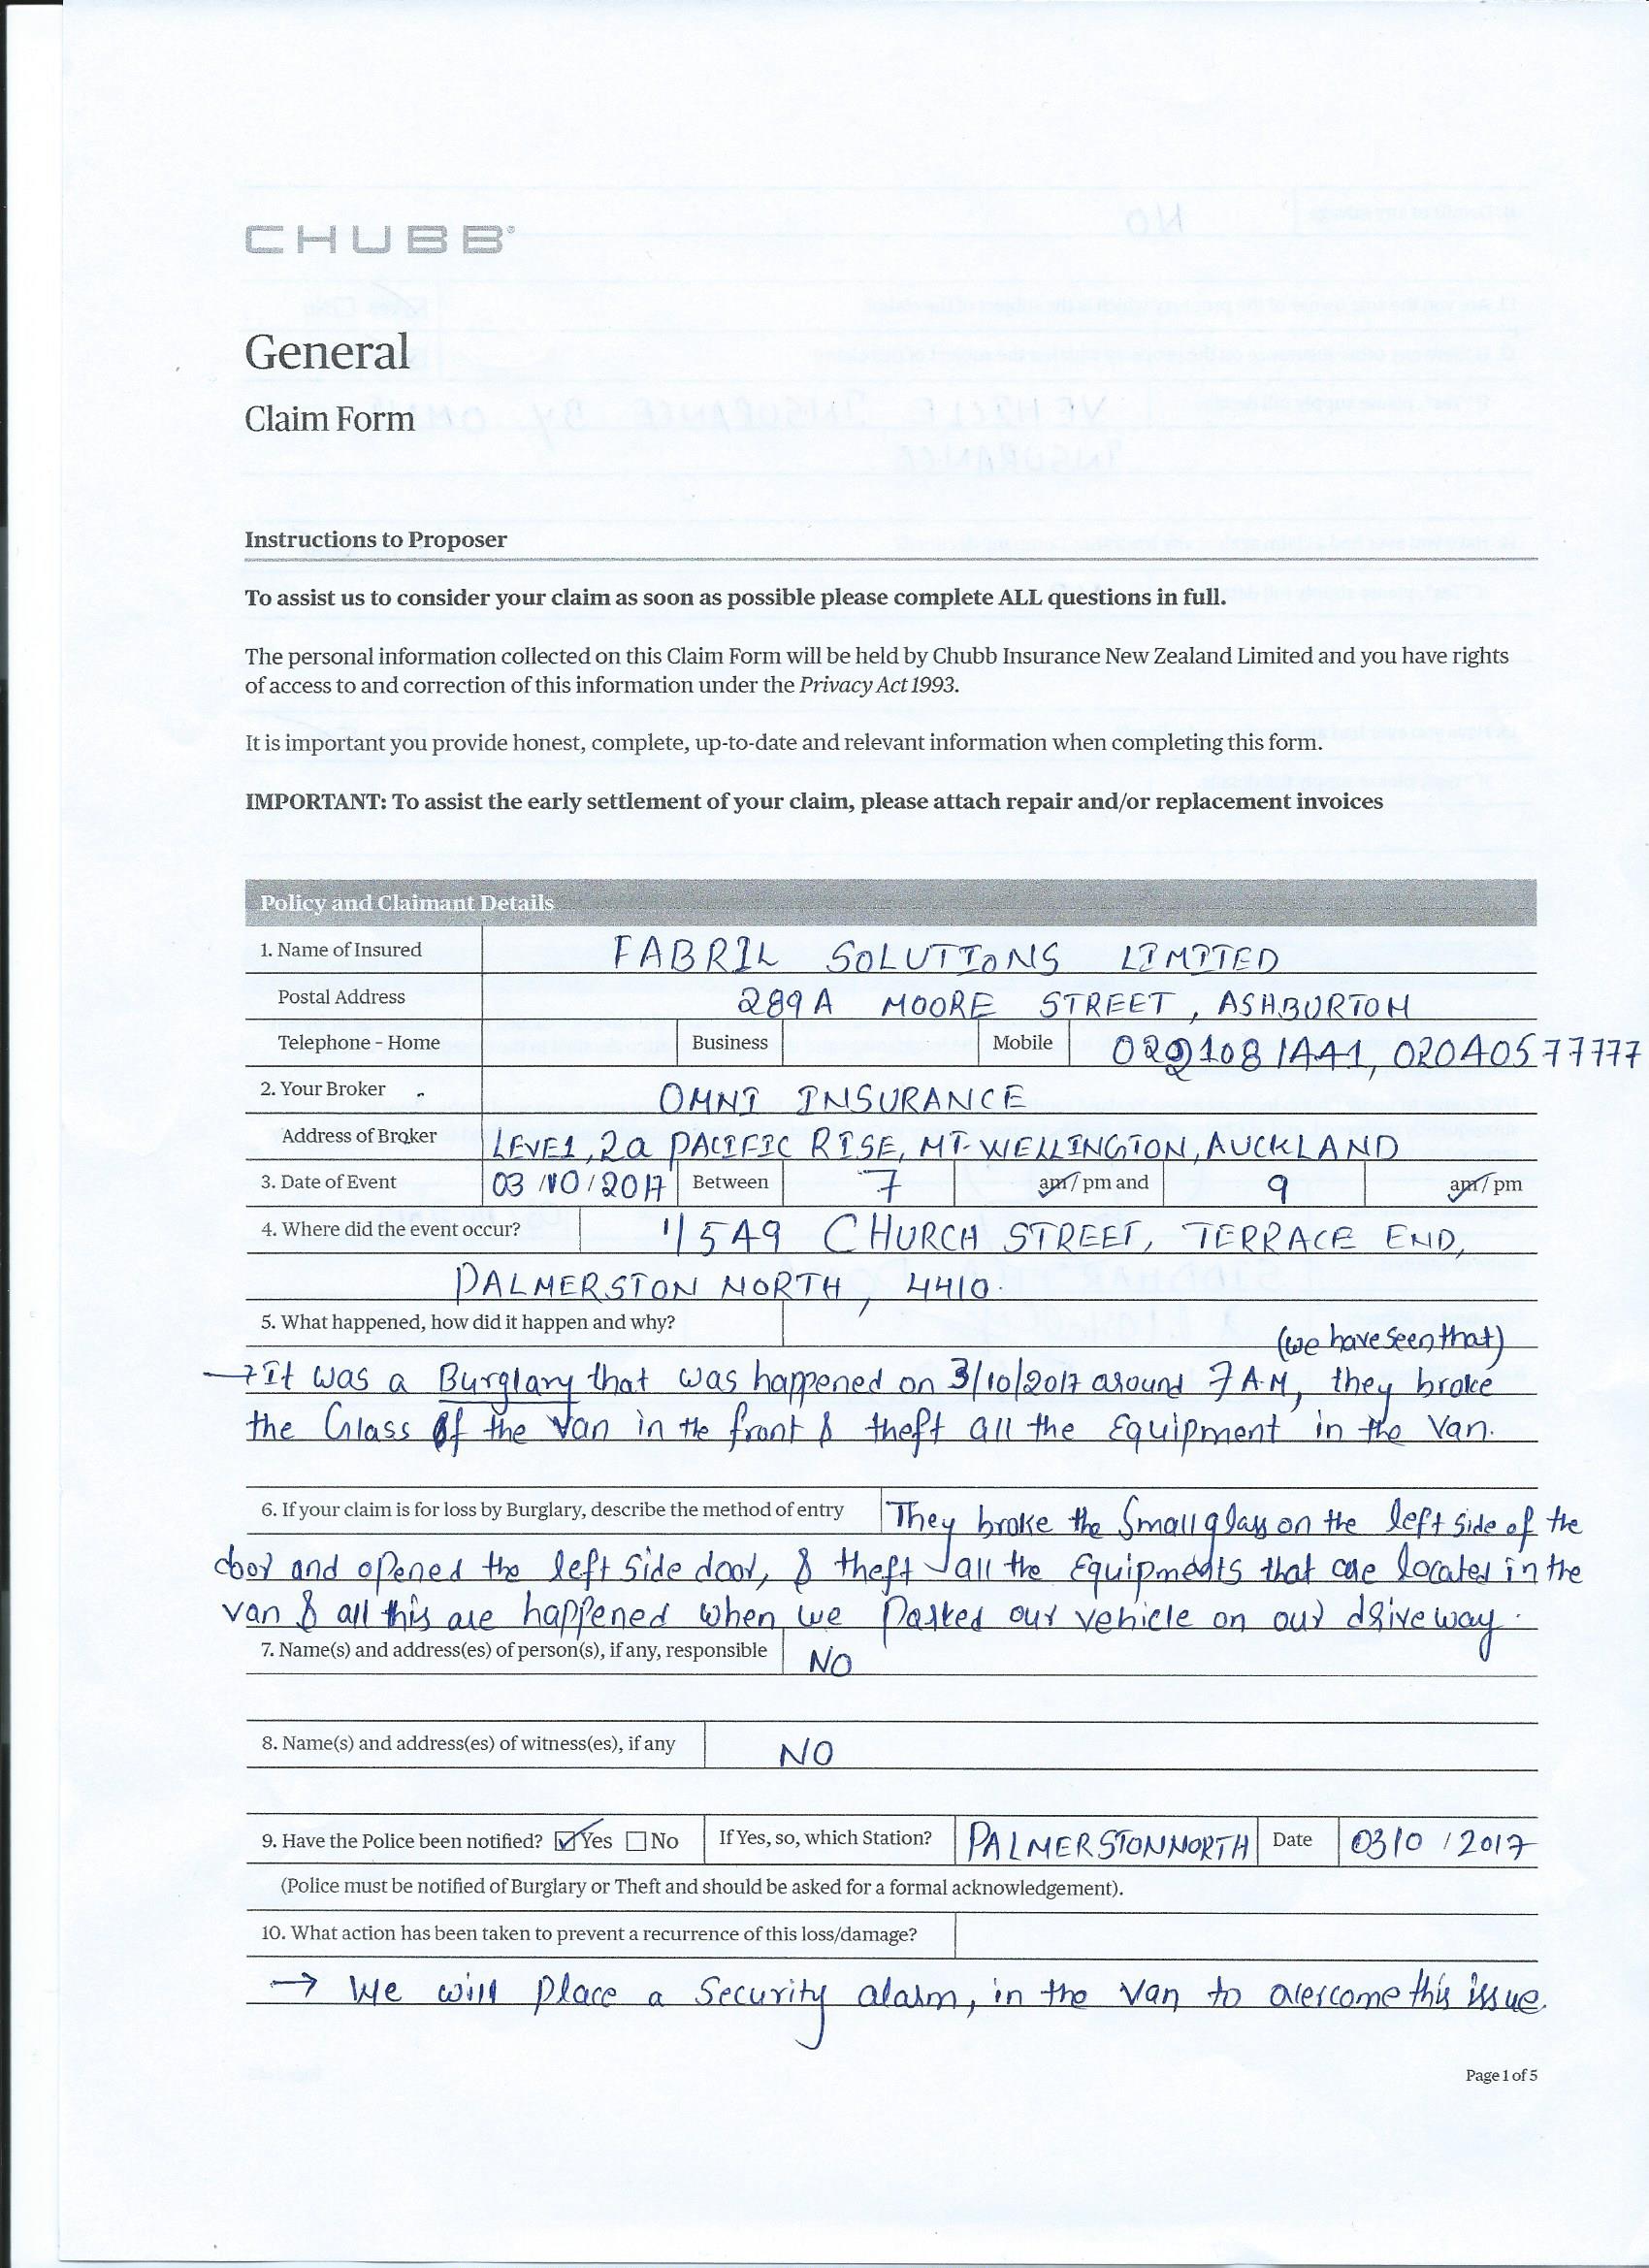 CHUBB®
General
Claim Form
Instructions to Proposer
To assist us to consider your claim as soon as possible please complete ALL questions in full.
The personal information collected on this Claim Form will be held by Chubb Insurance New Zealand Limited and you have rights
of access to and correction of this information under the Privacy Act 1993.
It is important you provide honest, complete, up-to-date and relevant information when completing this form.
IMPORTANT: To assist the early settlement of your claim, please attach repair and/or replacement invoices
Policy and Claimant Details
1. Name of Insured FABRIL SOLUTIONS LIMITED
Postal Address 289A MOORE STREET, ASHBURTON
Telephone - Home Business Mobile 02040577777
2. Your Broker OMNI INSURANCE
Address of Broker LEVEL, 2a PACIFIC RISE, MT-WELLINGTON, AUCKLAND
3. Date of Event 03/10/2017 Between 7 am/pm and 9 am/pm
4. Where did the event occur? 1/549 CHURCH STREET, TERRACE END,
PALMERSTON NORTH, 4410.
5. What happened, how did it happen and why?
(we have seen that)
→ It was a Burglary that was happened on 3/10/2017 around 7 A.M, they broke
the Glass of the Van in the front & theft all the Equipment in the Van.
6. If your claim is for loss by Burglary, describe the method of entry They broke the Small glass on the left side of the
door and opened the left side door, & theft all the Equipments that are located in the
van & all this are happened when we Parked our vehicle on our driveway.
7. Name(s) and address(es) of person(s), if any, responsible NO
8. Name(s) and address(es) of witness(es), if any NO
9. Have the Police been notified? Yes No If Yes, so, which Station? PALMERSTON NORTH Date 03/0 /2017
(Police must be notified of Burglary or Theft and should be asked for a formal acknowledgement).
10. What action has been taken to prevent a recurrence of this loss/damage?
→ We will place a Security alarm, in the Van to overcome this issue.
Page 1 of 5